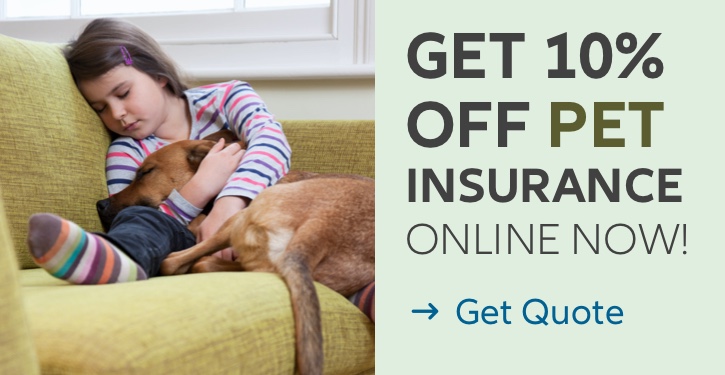 GET 10%
OFF PET
INSURANCE
ONLINE NOW!
→ Get Quote